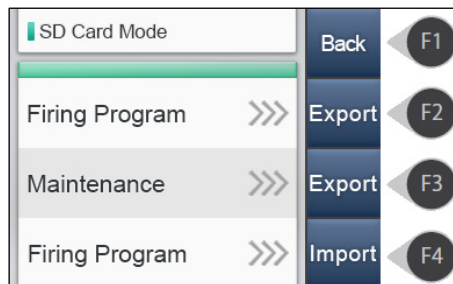 SD Card Mode
Back F1
Firing Program >>> Export F2
Maintenance >>> Export F3
Firing Program >>> Import F4